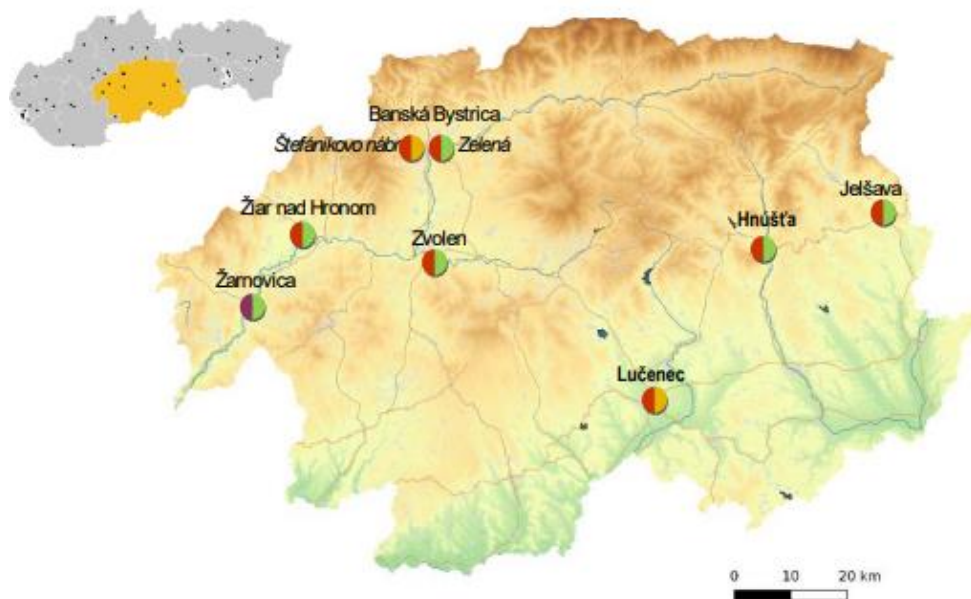 Banská Bystrica
Štefánikovo nábr
Zelená
Jelšava
Žiar nad Hronom
Hnúšťa
Zvolen
Žarnovica
Lučenec
0 10 20 km